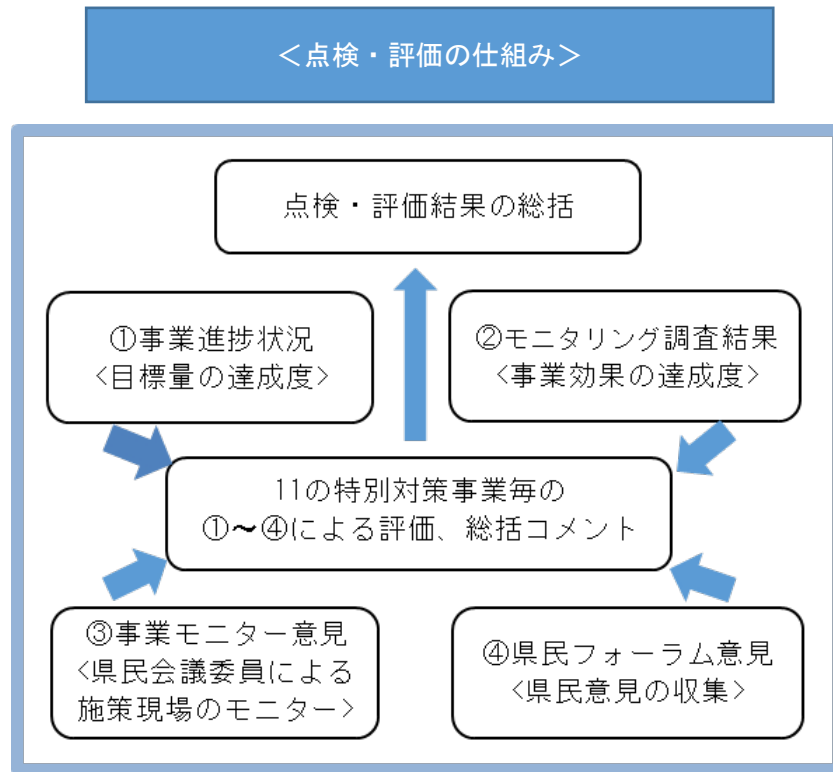 ＜点検・評価の仕組み＞
点検・評価結果の総括
①事業進捗状況
<目標量の達成度>
②モニタリング調査結果
<事業効果の達成度>
11の特別対策事業毎の
①～④による評価、総括コメント
③事業モニター意見
<県民会議委員による
施策現場のモニター>
④県民フォーラム意見
<県民意見の収集>